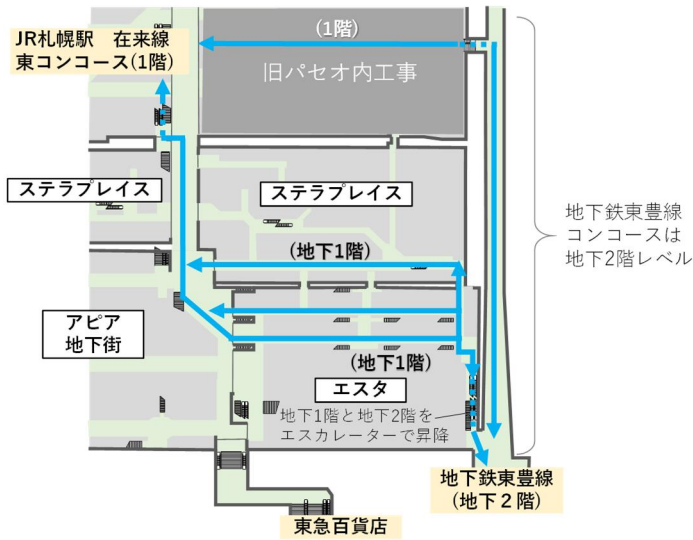 (1階)
JR札幌駅　在来線
東コンコース(1階)
旧パセオ内工事
ステラプレイス
ステラプレイス
地下鉄東豊線
コンコースは
地下2階レベル
(地下1階)
アピア
地下街
(地下1階)
エスタ
地下1階と地下2階を
エスカレーターで昇降
地下鉄東豊線
(地下２階)
東急百貨店